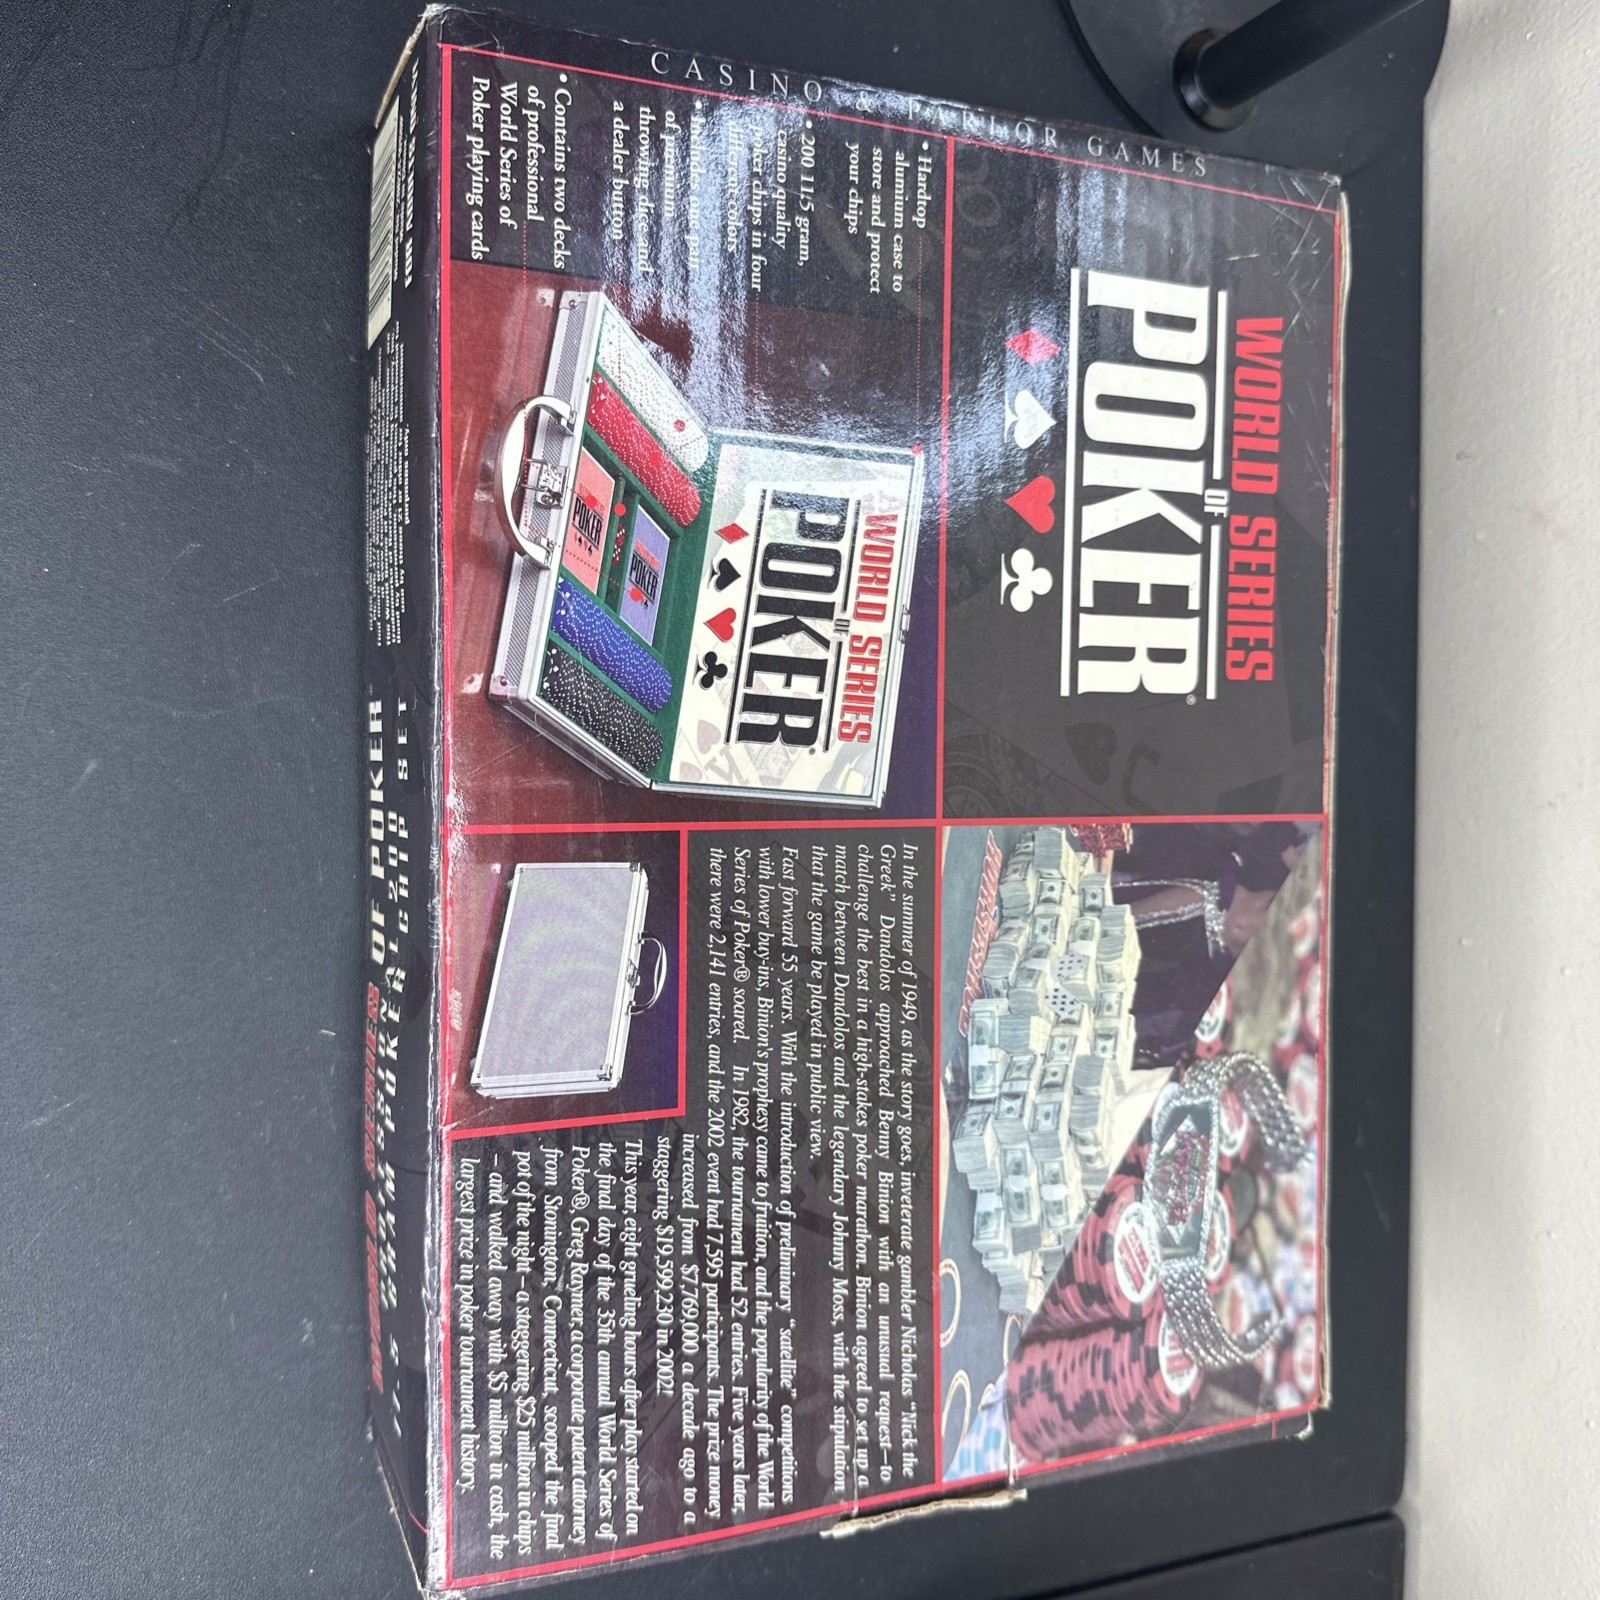 CASINO & PARLOR GAMES
WORLD SERIES
OF
POKER®
• Hardtop
aluminum case to
store and protect
your chips
• 200 11.5 gram,
casino quality
poker chips in four
different colors
• Includes one pair
of premium
throwing dice and
a dealer button
• Contains two decks
of professional
World Series of
Poker playing cards
WORLD SERIES
OF
POKER®
POKER
POKER
In the summer of 1949, as the story goes, inveterate gambler Nicholas "Nick the
Greek" Dandolos approached Benny Binion with an unusual request–to
challenge the best in a high-stakes poker marathon. Binion agreed to set up a
match between Dandolos and the legendary Johnny Moss, with the stipulation
that the game be played in public view.
Fast forward 55 years. With the introduction of preliminary "satellite" competitions
with lower buy-ins, Binion's prophesy came to fruition, and the popularity of the World
Series of Poker® soared. In 1982, the tournament had 52 entries. Five years later,
there were 2,141 entries, and the 2002 event had 7,595 participants. The prize money
increased from $7,769,000 a decade ago to a
staggering $19,599,230 in 2002!
This year, eight grueling hours after play started on
the final day of the 35th annual World Series of
Poker®, Greg Raymer, a corporate patent attorney
from Stonington, Connecticut, scooped the final
pot of the night – a staggering $25 million in chips
– and walked away with $5 million in cash, the
largest prize in poker tournament history.
WORLD SERIES OF POKER™